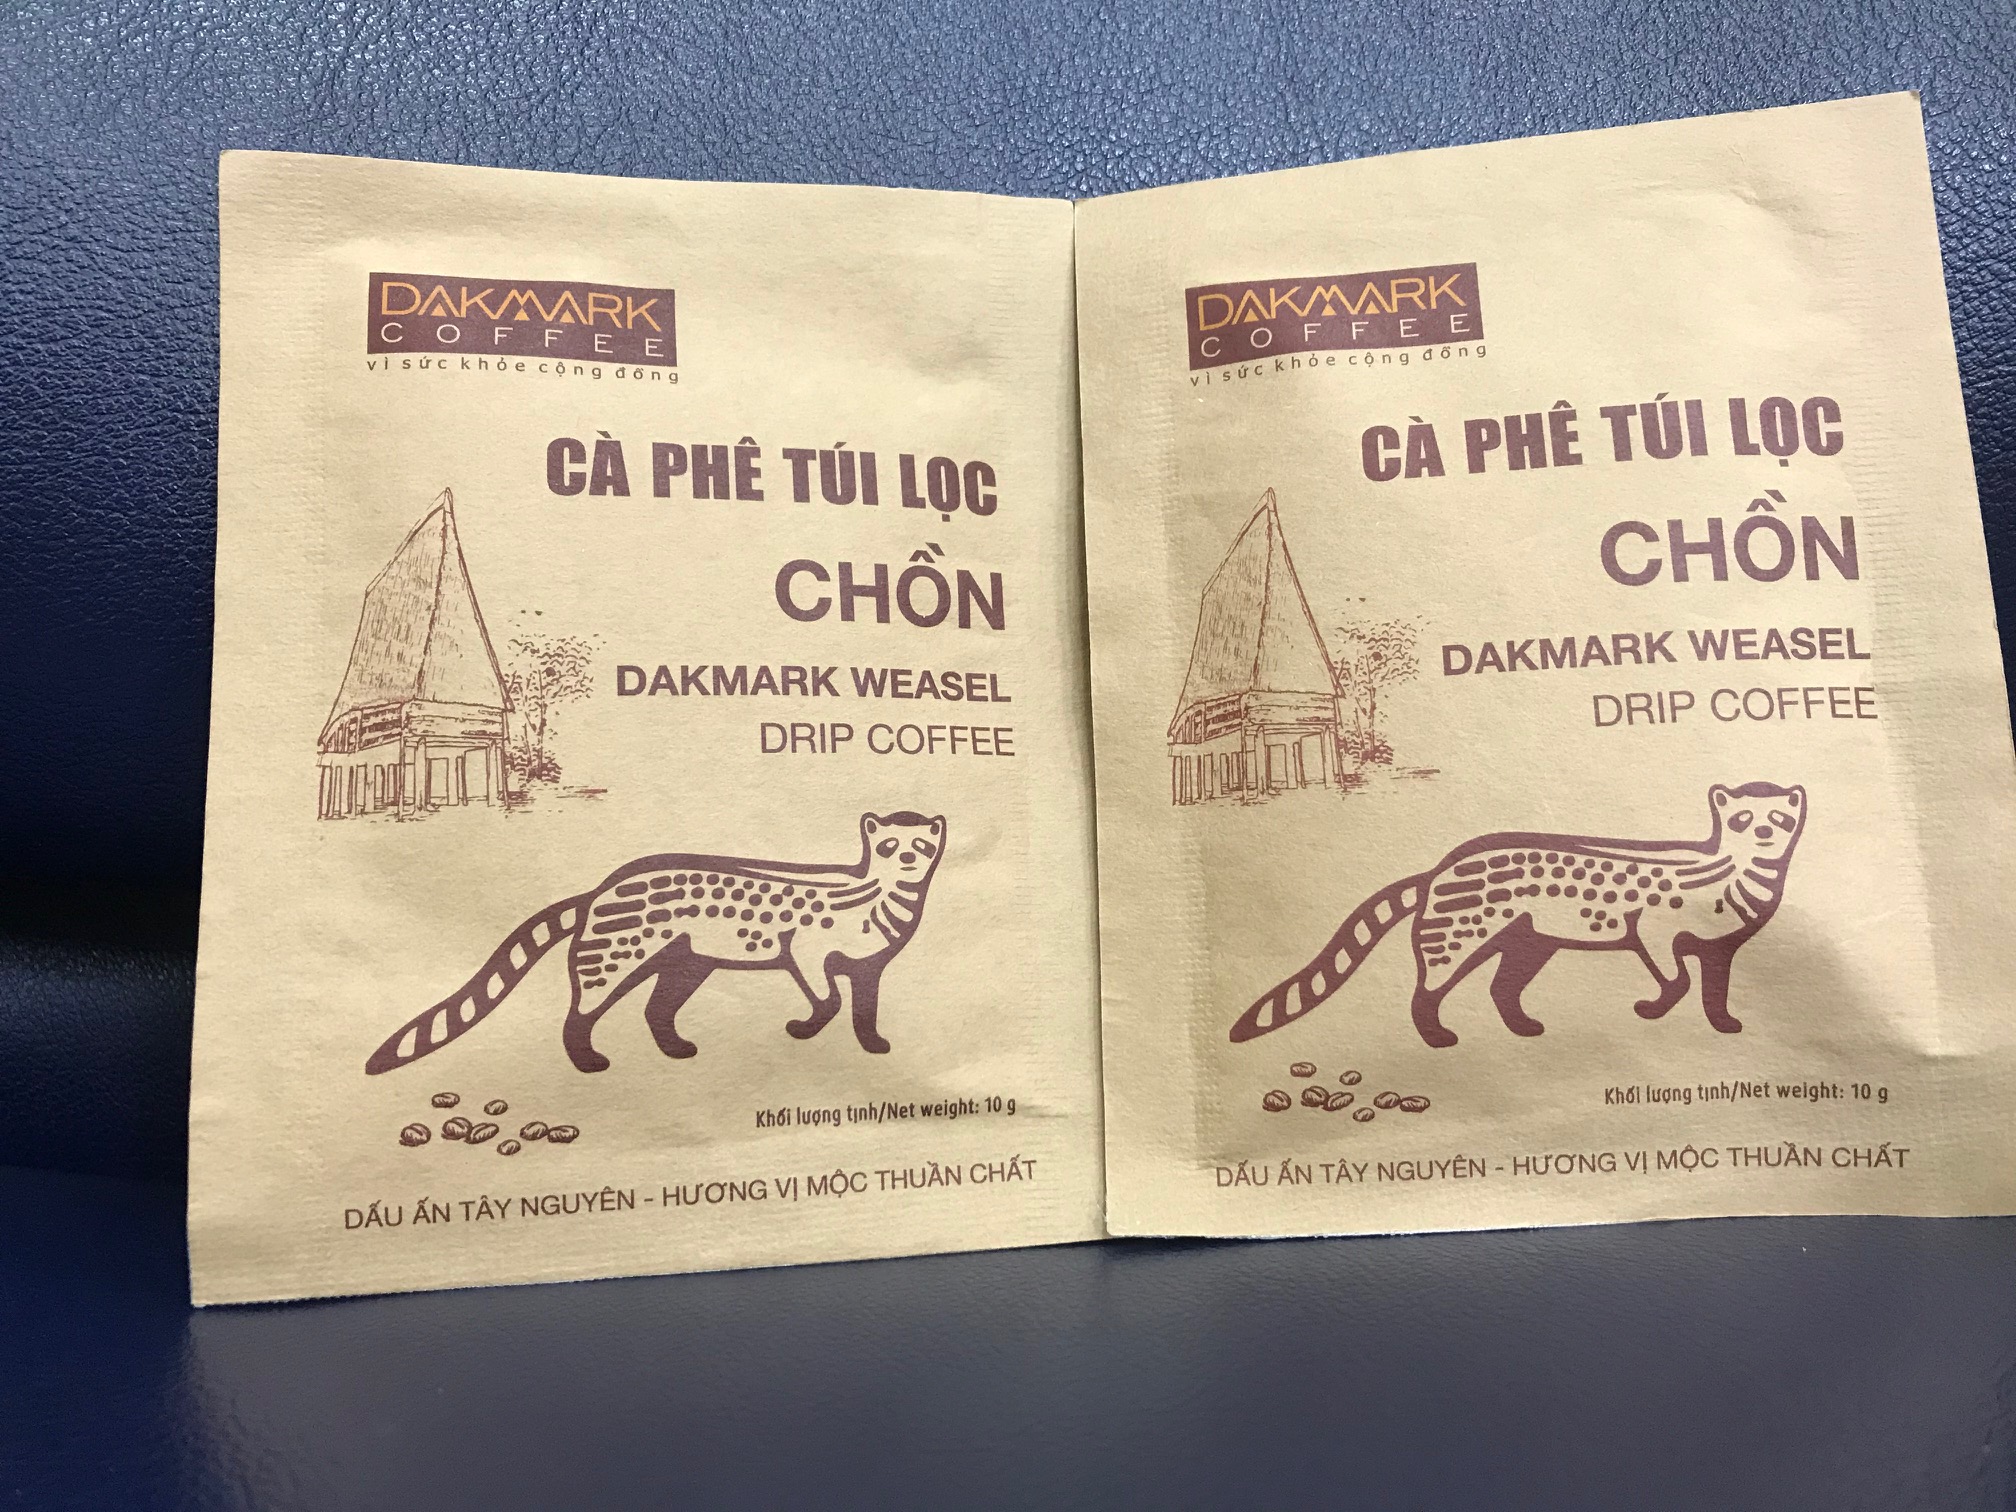 DAKMARK
COFFEE
vì sức khỏe cộng đồng
CÀ PHÊ TÚI LỌC
CHỒN
DAKMARK WEASEL
DRIP COFFEE
Khối lượng tịnh/Net weight: 10 g
DẤU ẤN TÂY NGUYÊN - HƯƠNG VỊ MỘC THUẦN CHẤT
DAKMARK
COFFEE
vì sức khỏe cộng đồng
CÀ PHÊ TÚI LỌC
CHỒN
DAKMARK WEASEL
DRIP COFFEE
Khối lượng tịnh/Net weight: 10 g
DẤU ẤN TÂY NGUYÊN - HƯƠNG VỊ MỘC THUẦN CHẤT